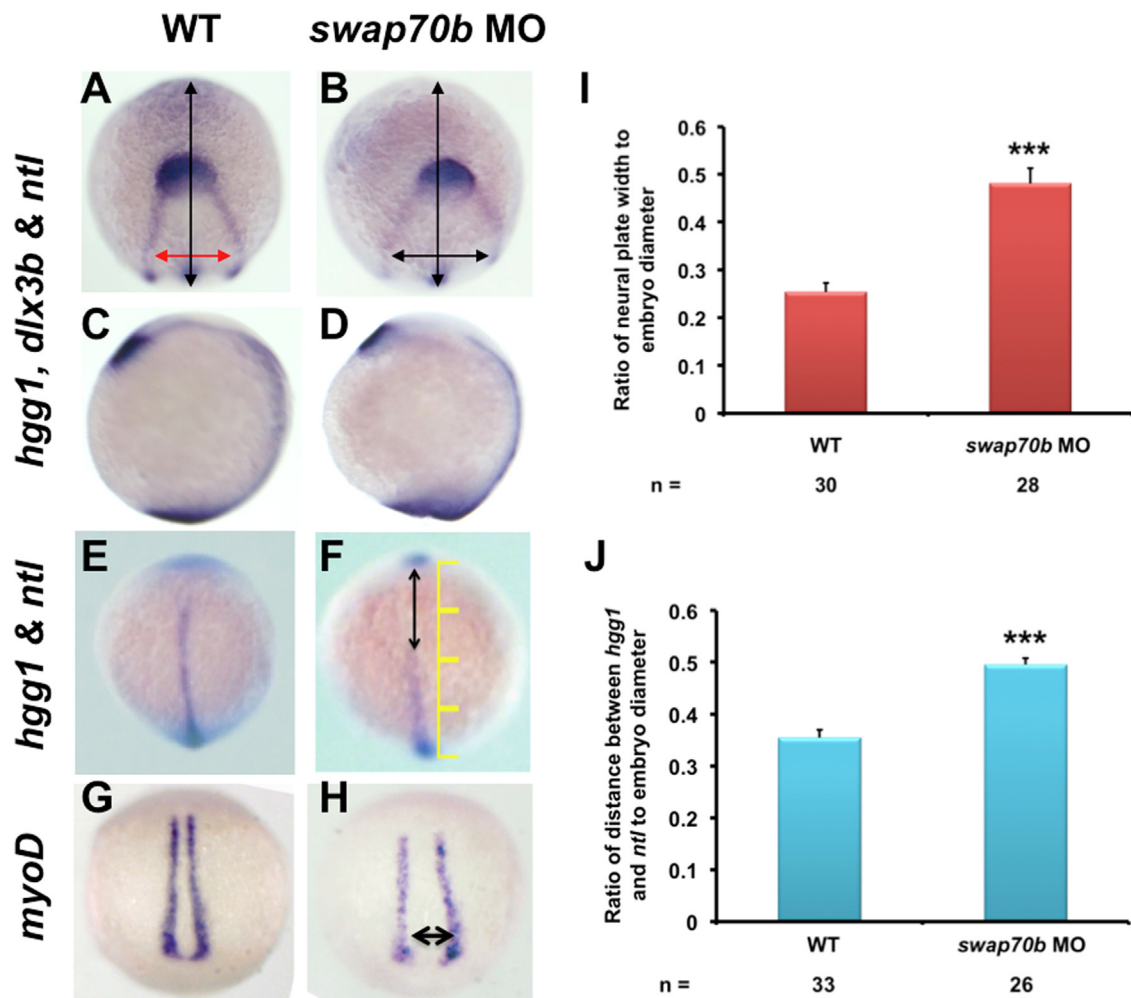 WT
swap70b MO
hgg1, dlx3b & ntl
A
B
C
D
hgg1 & ntl
E
F
myoD
G
H
I
Ratio of neural plate width to
embryo diameter
0.6
0.5
0.4
0.3
0.2
0.1
0
***
WT
swap70b MO
n =
30
28
J
Ratio of distance between hgg1
and ntl to embryo diameter
0.6
0.5
0.4
0.3
0.2
0.1
0
***
WT
swap70b MO
n =
33
26